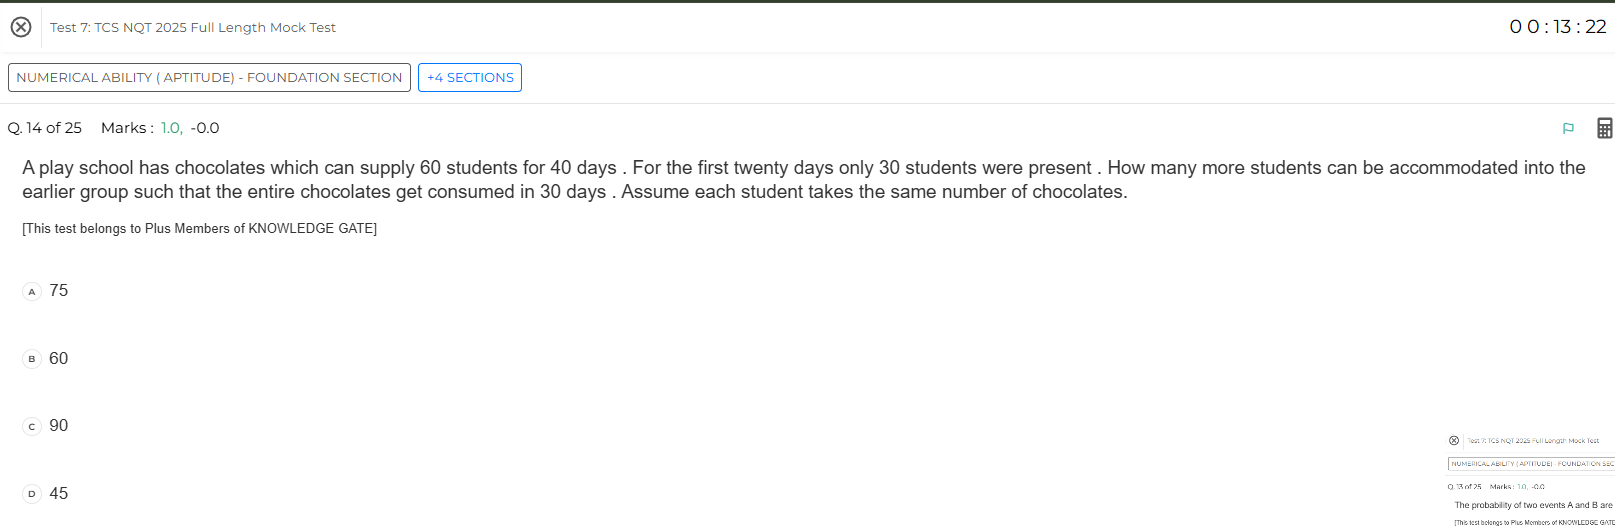 Test 7: TCS NQT 2025 Full Length Mock Test
00:13:22
NUMERICAL ABILITY ( APTITUDE) - FOUNDATION SECTION
+4 SECTIONS
Q. 14 of 25 Marks : 1.0, -0.0
A play school has chocolates which can supply 60 students for 40 days . For the first twenty days only 30 students were present . How many more students can be accommodated into the
earlier group such that the entire chocolates get consumed in 30 days . Assume each student takes the same number of chocolates.
[This test belongs to Plus Members of KNOWLEDGE GATE]
A 75
B 60
C 90
D 45
Test 7: TCS NQT 2025 Full Length Mock Test
NUMERICAL ABILITY ( APTITUDE) - FOUNDATION SEC
Q. 13 of 25 Marks : 1.0, -0.0
The probability of two events A and B are
[This test belongs to Plus Members of KNOWLEDGE GATE